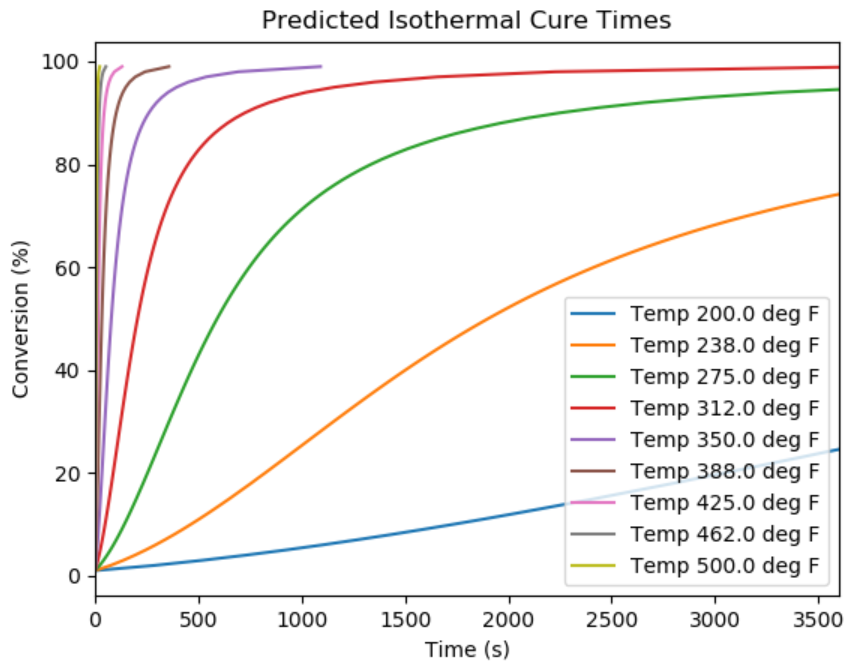 Predicted Isothermal Cure Times
100
80
60
40
20
0
Conversion (%)
Temp 200.0 deg F
Temp 238.0 deg F
Temp 275.0 deg F
Temp 312.0 deg F
Temp 350.0 deg F
Temp 388.0 deg F
Temp 425.0 deg F
Temp 462.0 deg F
Temp 500.0 deg F
0 500 1000 1500 2000 2500 3000 3500
Time (s)